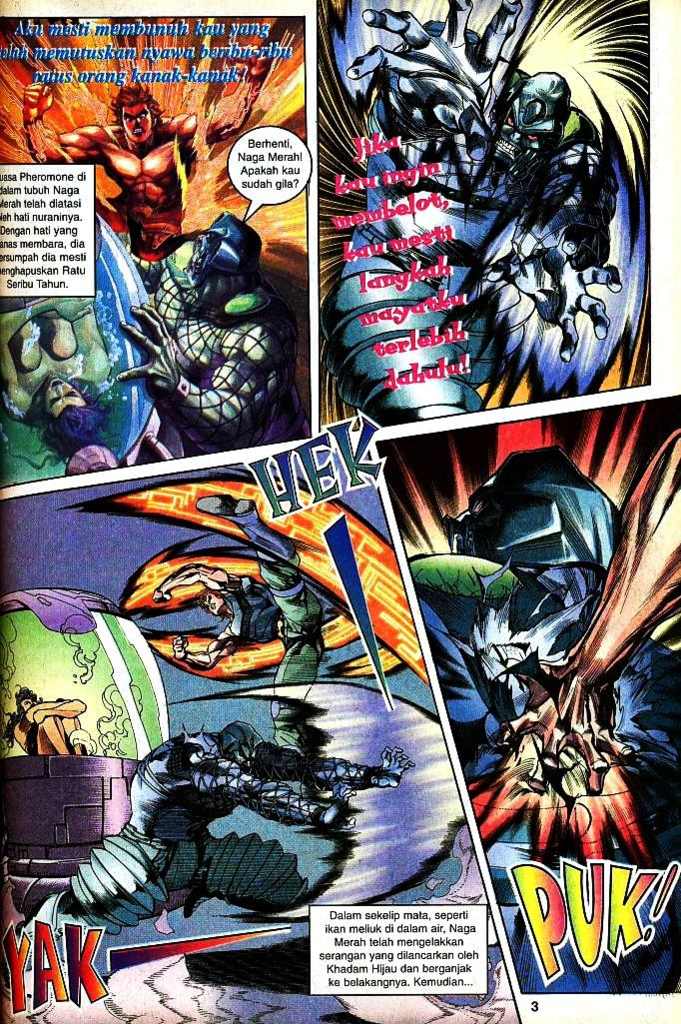 Aku mesti membunuh kau yang
telah memutuskan nyawa beribu-ribu
ratus orang kanak-kanak!
Berhenti,
Naga Merah!
Apakah kau
sudah gila?
uasa Pheromone di
dalam tubuh Naga
Merah telah diatasi
leh hati nuraninya.
Dengan hati yang
anas membara, dia
ersumpah dia mesti
enghapuskan Ratu
Seribu Tahun.
Jika
kau ingin
membelot,
kau mesti
langkah
mayatku
terlebih
dahulu!
HEK
YAK
Dalam sekelip mata, seperti
ikan meliuk di dalam air, Naga
Merah telah mengelakkan
serangan yang dilancarkan oleh
Khadam Hijau dan berganjak
ke belakangnya. Kemudian...
PUK!
3